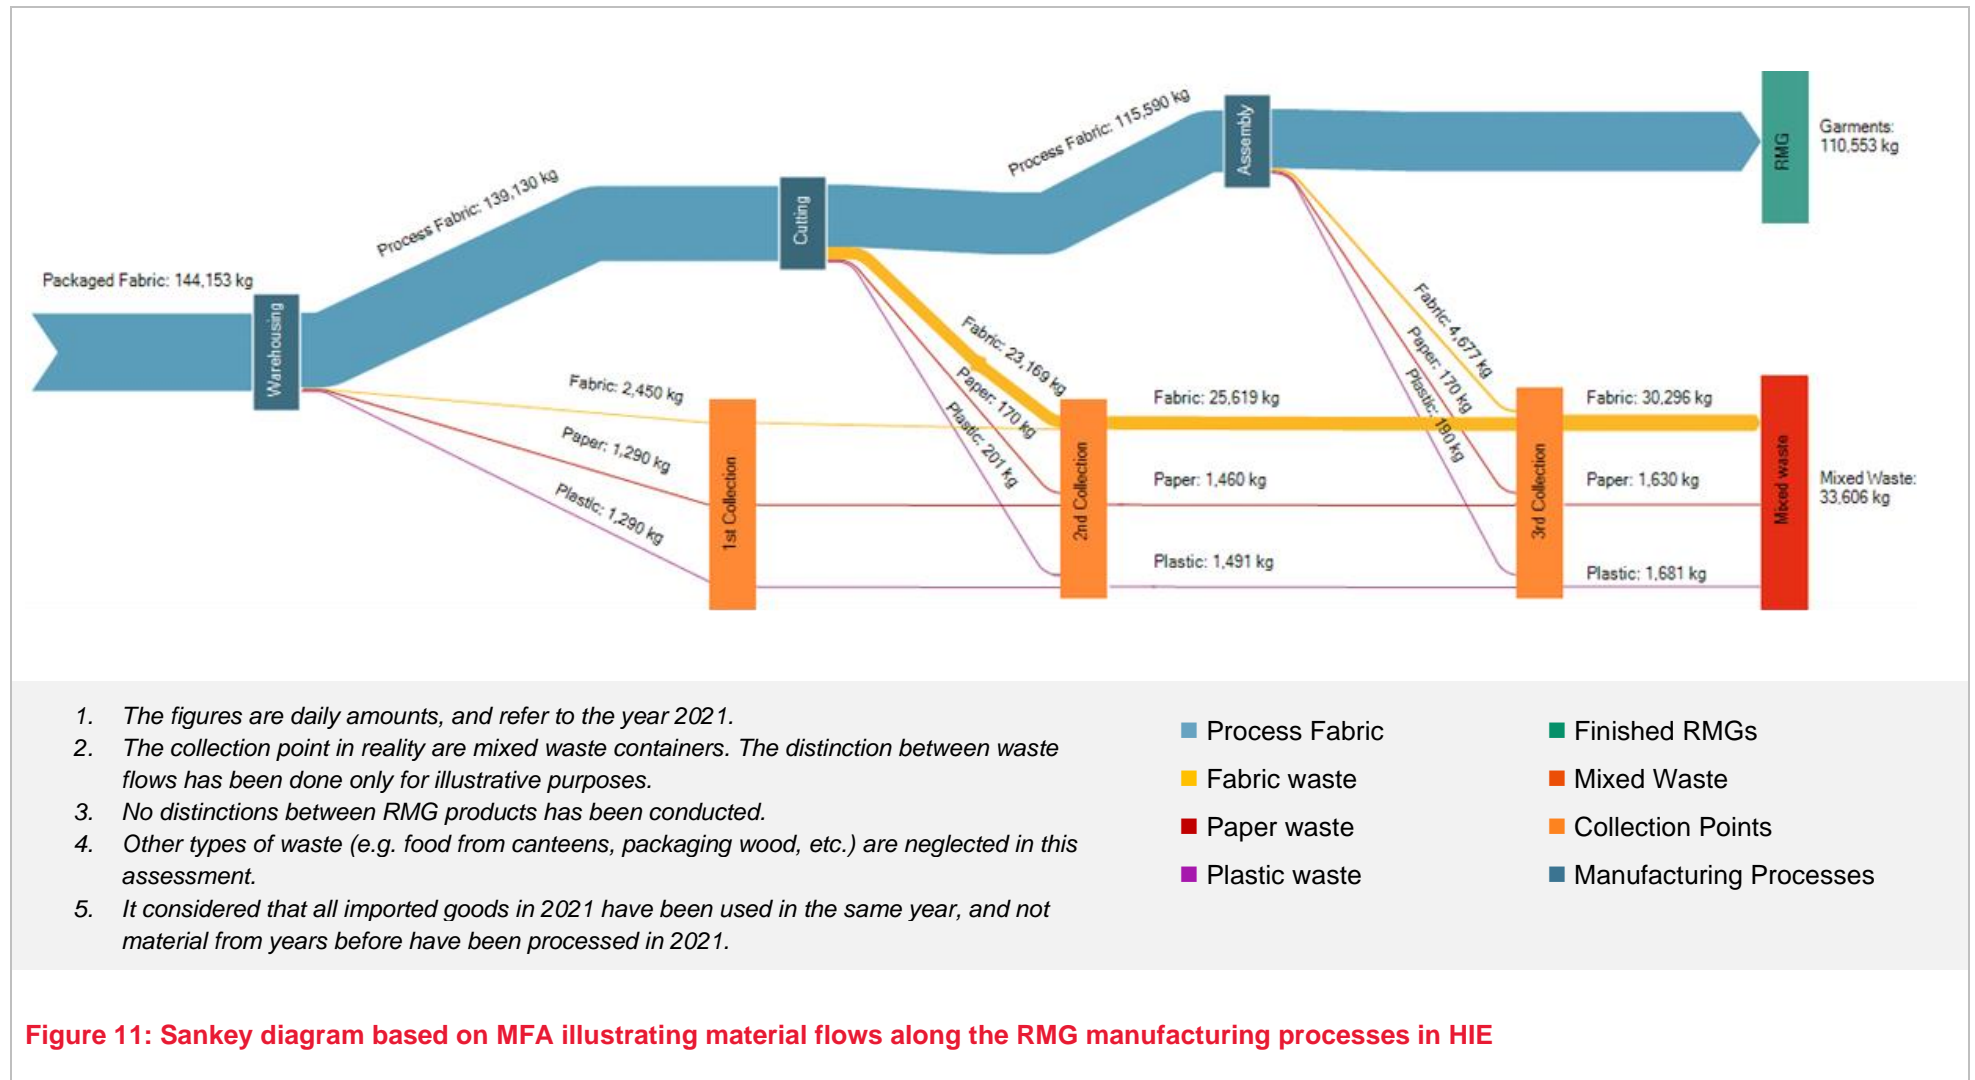 Process Fabric: 115,590 kg
Assembly
RMG
Garments:
110,553 kg
Process Fabric: 139,130 kg
Cutting
Packaged Fabric: 144,153 kg
Warehousing
Fabric: 2,450 kg
Paper: 1,290 kg
Plastic: 1,290 kg
1st Collection
Fabric: 23,169 kg
Paper: 170 kg
Plastic: 201 kg
2nd Collection
Fabric: 25,619 kg
Paper: 1,460 kg
Plastic: 1,491 kg
Fabric: 4,677 kg
Paper: 170 kg
Plastic: 190 kg
3rd Collection
Fabric: 30,296 kg
Paper: 1,630 kg
Plastic: 1,681 kg
Mixed waste
Mixed Waste:
33,606 kg
1. The figures are daily amounts, and refer to the year 2021.
2. The collection point in reality are mixed waste containers. The distinction between waste
flows has been done only for illustrative purposes.
3. No distinctions between RMG products has been conducted.
4. Other types of waste (e.g. food from canteens, packaging wood, etc.) are neglected in this
assessment.
5. It considered that all imported goods in 2021 have been used in the same year, and not
material from years before have been processed in 2021.
Process Fabric
Fabric waste
Paper waste
Plastic waste
Finished RMGs
Mixed Waste
Collection Points
Manufacturing Processes
Figure 11: Sankey diagram based on MFA illustrating material flows along the RMG manufacturing processes in HIE